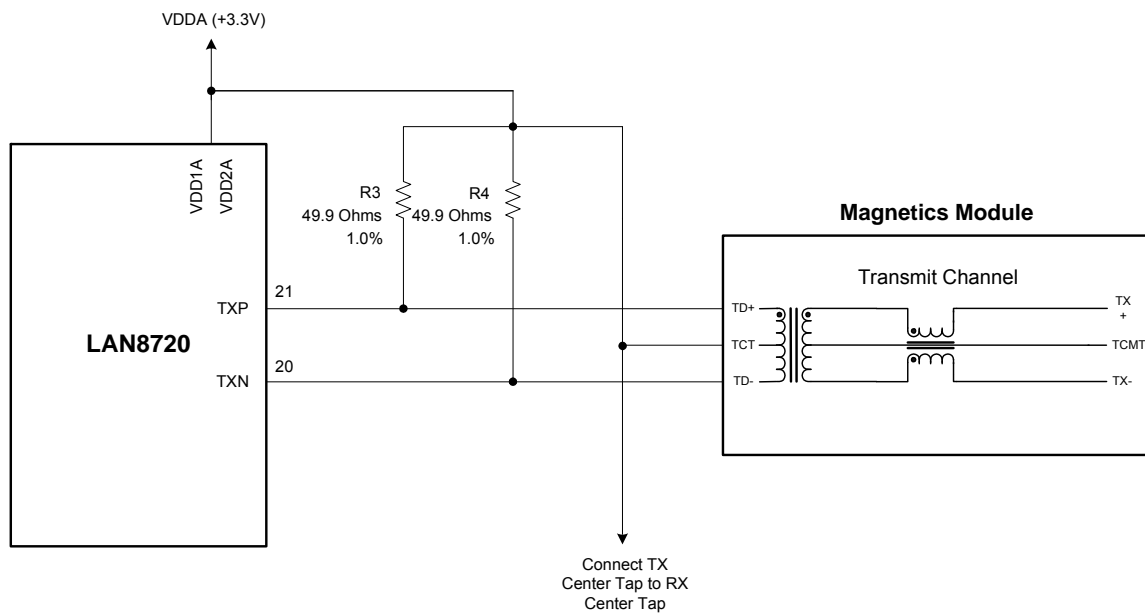 VDDA (+3.3V)
VDD1A
VDD2A
R3
49.9 Ohms
1.0%
R4
49.9 Ohms
1.0%
Magnetics Module
Transmit Channel
TXP
21
TD+
TX
+
LAN8720
TCT
TCMT
TXN
20
TD-
TX-
Connect TX
Center Tap to RX
Center Tap